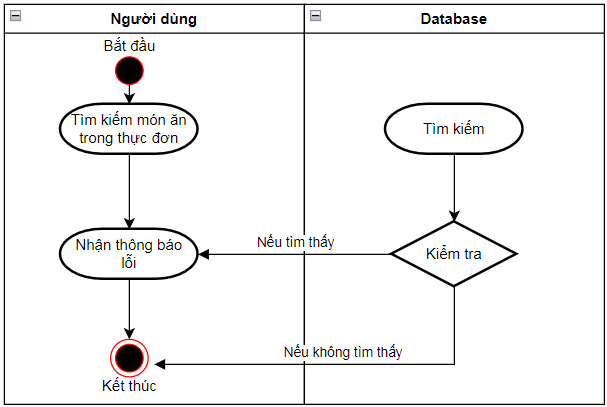 Người dùng
Database
Bắt đầu
Tìm kiếm món ăn
trong thực đơn
Tìm kiếm
Nhận thông báo
lỗi
Nếu tìm thấy
Kiểm tra
Nếu không tìm thấy
Kết thúc